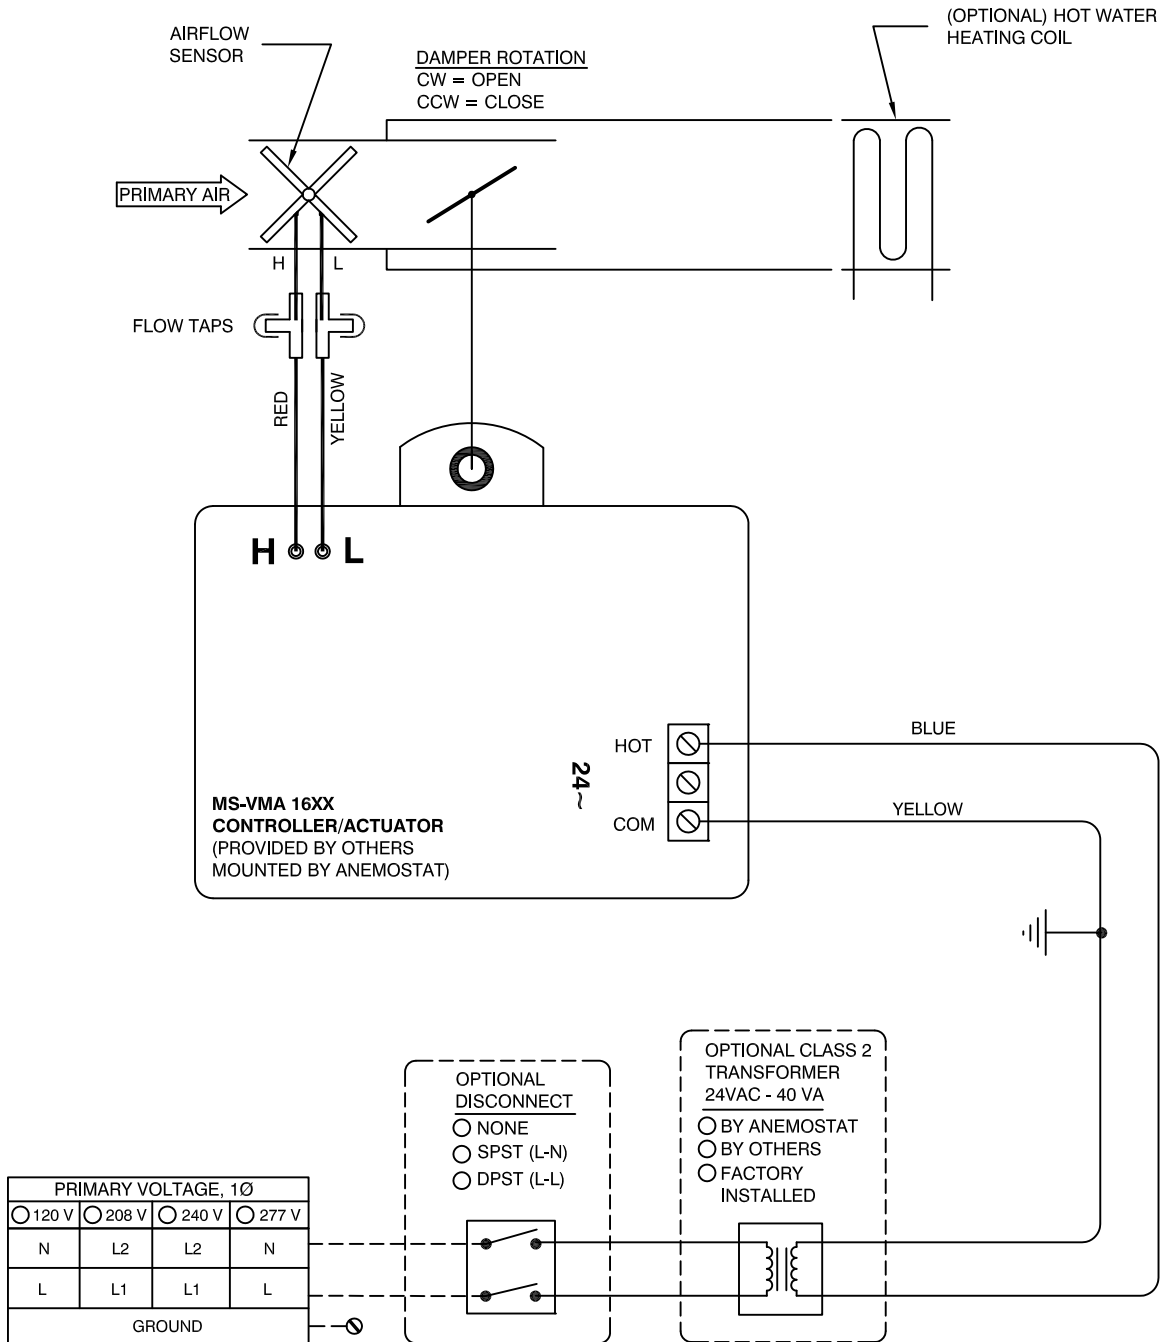 AIRFLOW
SENSOR
DAMPER ROTATION
CW = OPEN
CCW = CLOSE
(OPTIONAL) HOT WATER
HEATING COIL
PRIMARY AIR
H
L
FLOW TAPS
RED
YELLOW
H
L
HOT
24~
COM
BLUE
YELLOW
MS-VMA 16XX
CONTROLLER/ACTUATOR
(PROVIDED BY OTHERS
MOUNTED BY ANEMOSTAT)
OPTIONAL
DISCONNECT
NONE
SPST (L-N)
DPST (L-L)
OPTIONAL CLASS 2
TRANSFORMER
24VAC - 40 VA
BY ANEMOSTAT
BY OTHERS
FACTORY
INSTALLED
PRIMARY VOLTAGE, 1Ø
120 V 208 V 240 V 277 V
N L2 L2 N
L L1 L1 L
GROUND